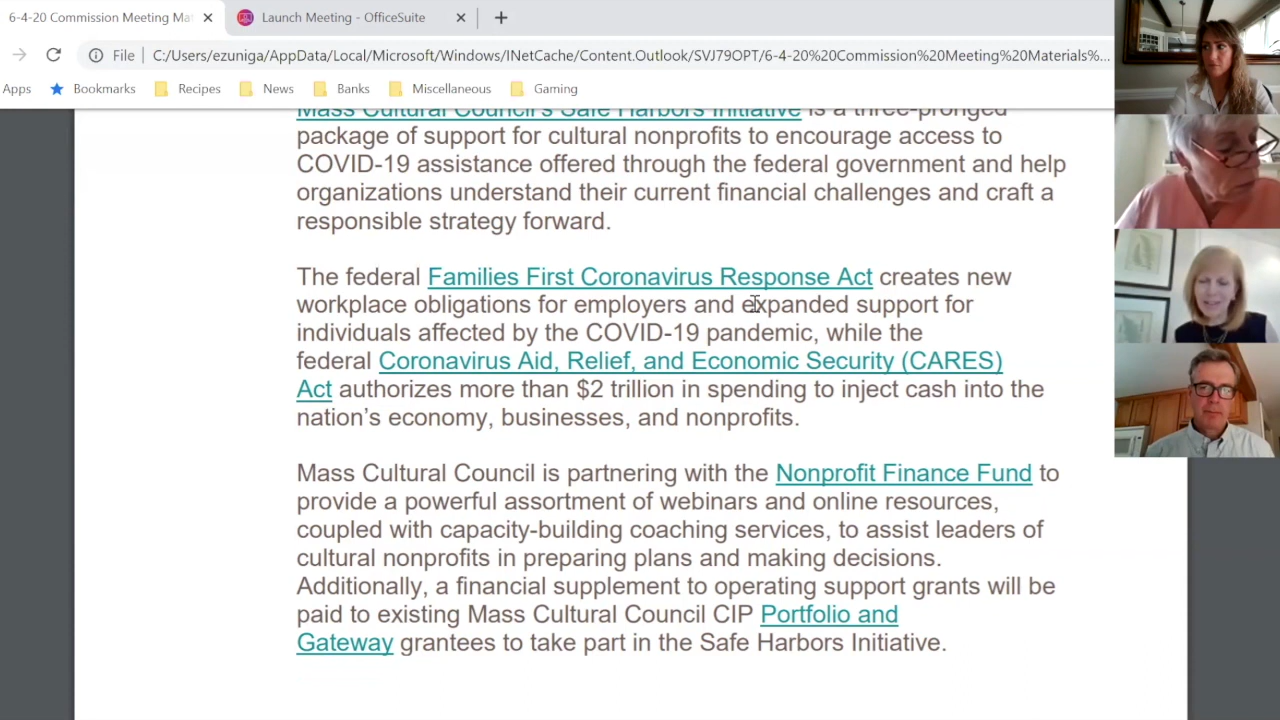 6-4-20 Commission Meeting Ma
Launch Meeting - OfficeSuite
File
C:/Users/ezuniga/AppData/Local/Microsoft/Windows/INetCache/Content.Outlook/SVJ79OPT/6-4-20%20Commission%20Meeting%20Materials%...
Apps Bookmarks Recipes News Banks Miscellaneous Gaming
Mass Cultural Council's Safe Harbors Initiative is a three-pronged
package of support for cultural nonprofits to encourage access to
COVID-19 assistance offered through the federal government and help
organizations understand their current financial challenges and craft a
responsible strategy forward.
The federal Families First Coronavirus Response Act creates new
workplace obligations for employers and expanded support for
individuals affected by the COVID-19 pandemic, while the
federal Coronavirus Aid, Relief, and Economic Security (CARES)
Act authorizes more than $2 trillion in spending to inject cash into the
nation's economy, businesses, and nonprofits.
Mass Cultural Council is partnering with the Nonprofit Finance Fund to
provide a powerful assortment of webinars and online resources,
coupled with capacity-building coaching services, to assist leaders of
cultural nonprofits in preparing plans and making decisions.
Additionally, a financial supplement to operating support grants will be
paid to existing Mass Cultural Council CIP Portfolio and
Gateway grantees to take part in the Safe Harbors Initiative.